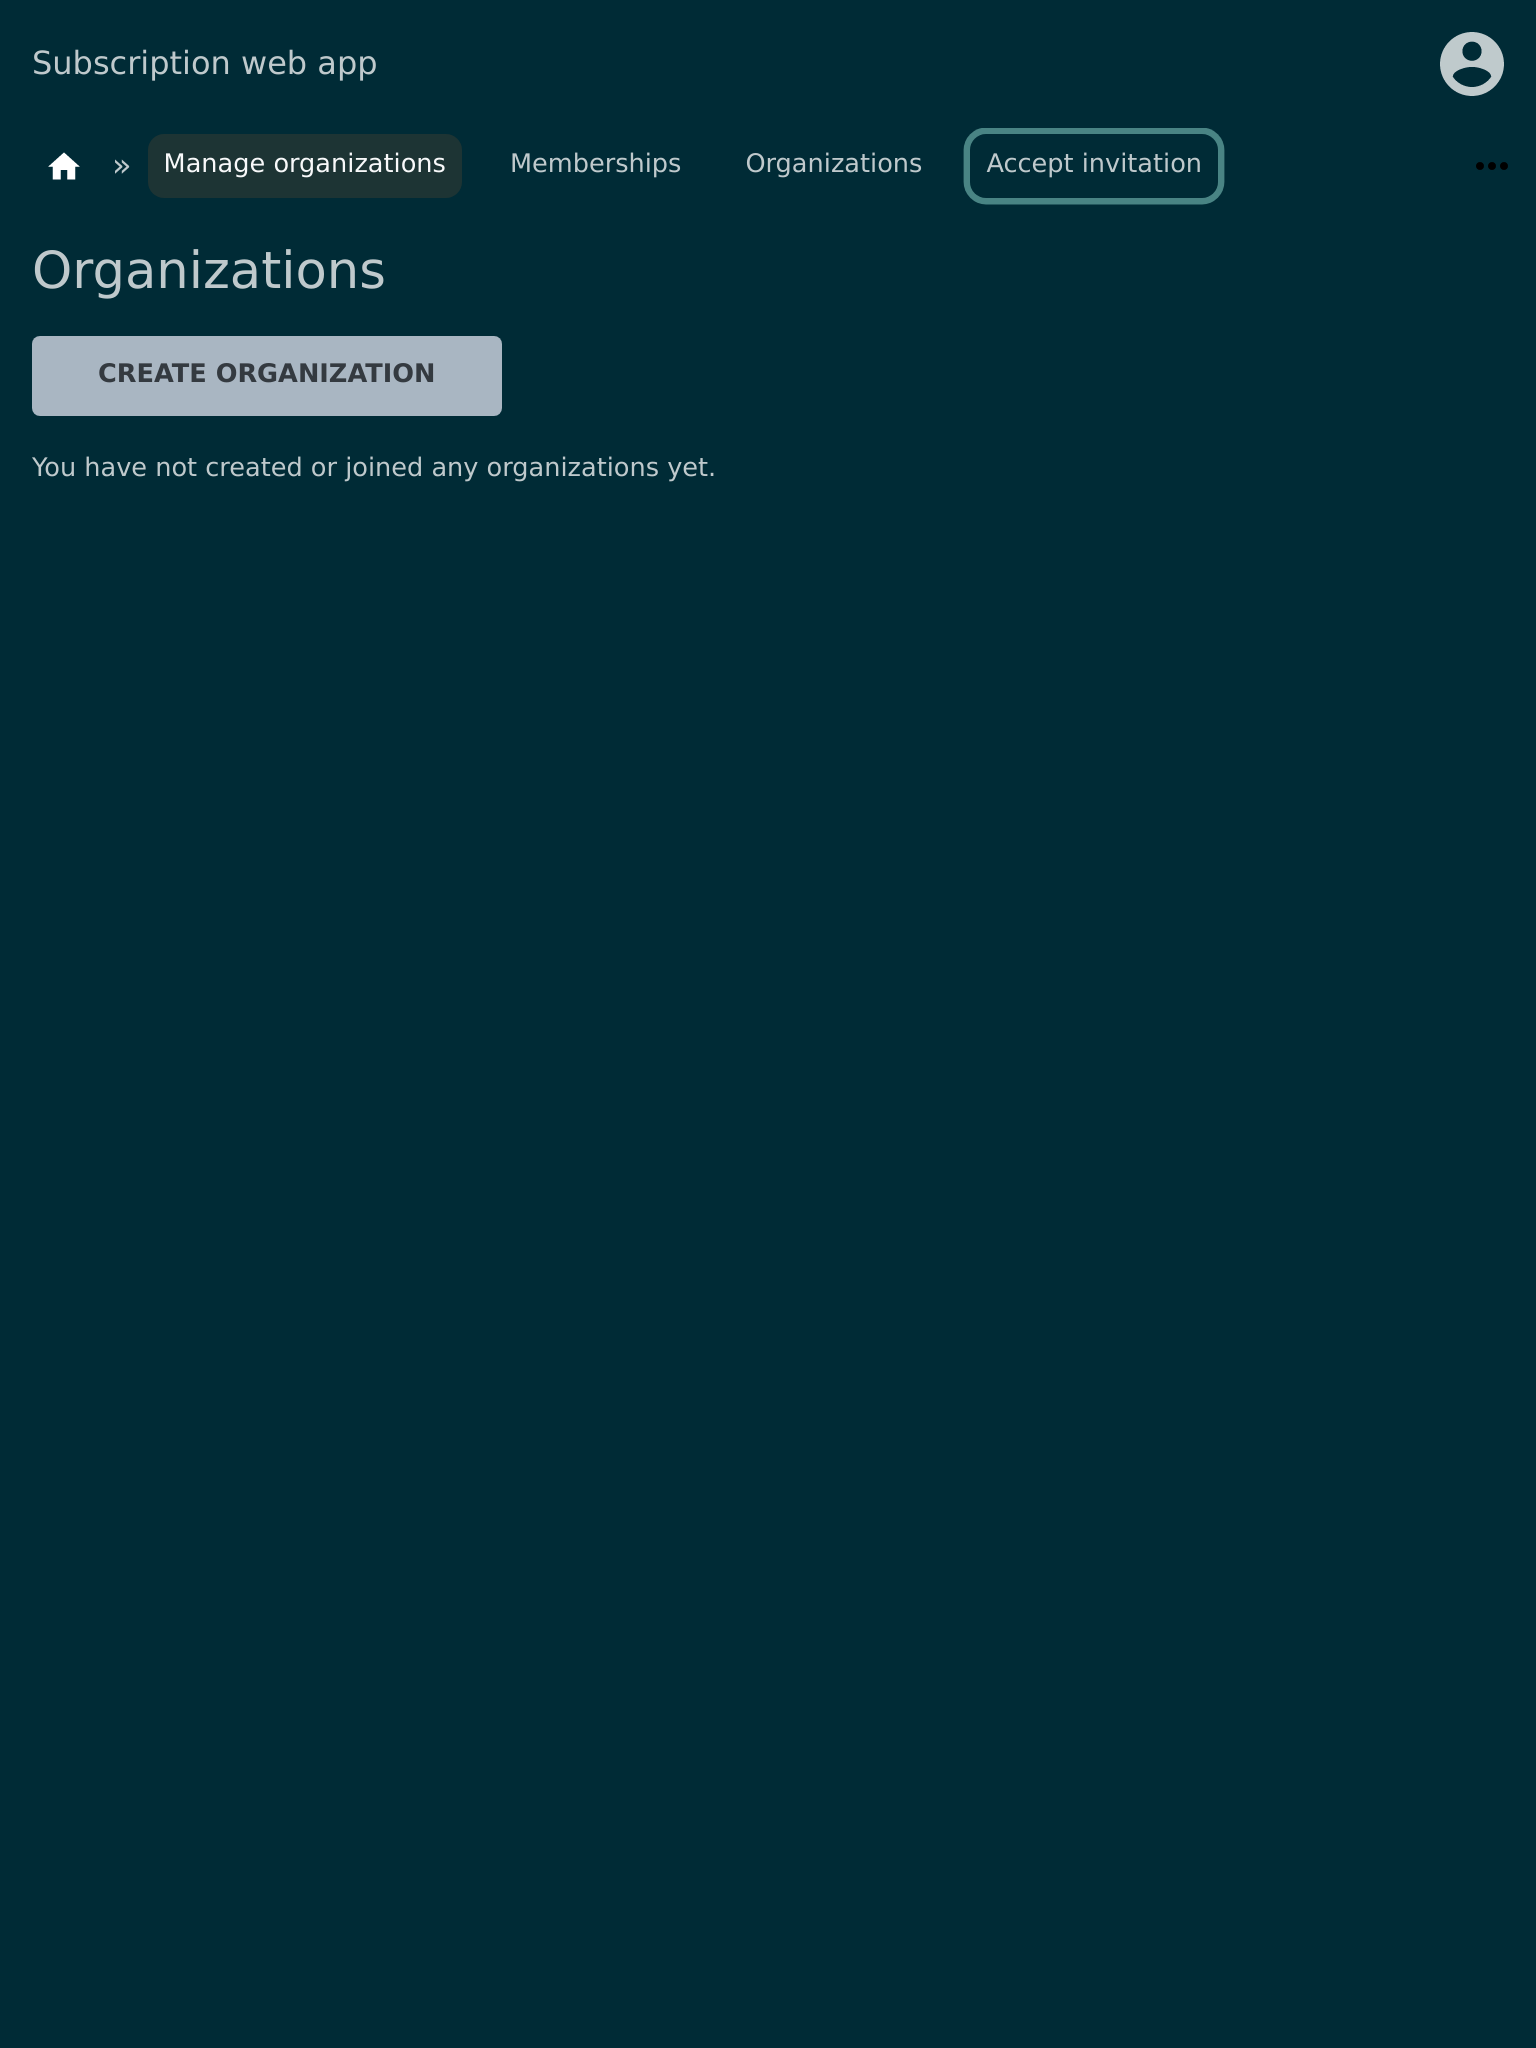 Subscription web app
» Manage organizations Memberships Organizations Accept invitation
Organizations
CREATE ORGANIZATION
You have not created or joined any organizations yet.